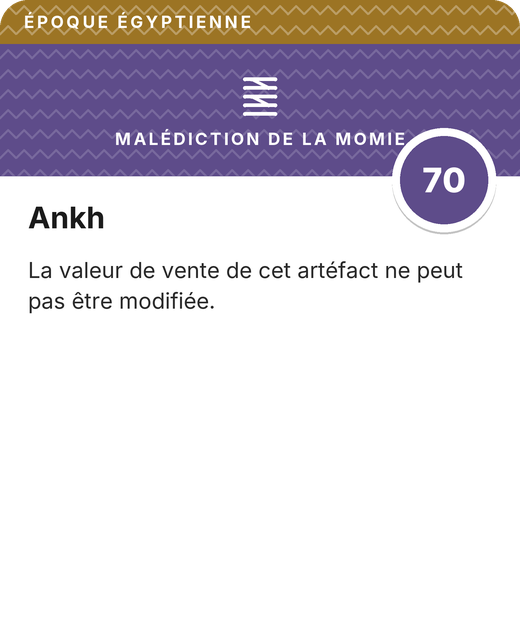 ÉPOQUE ÉGYPTIENNE
MALÉDICTION DE LA MOMIE
70
Ankh
La valeur de vente de cet artéfact ne peut
pas être modifiée.